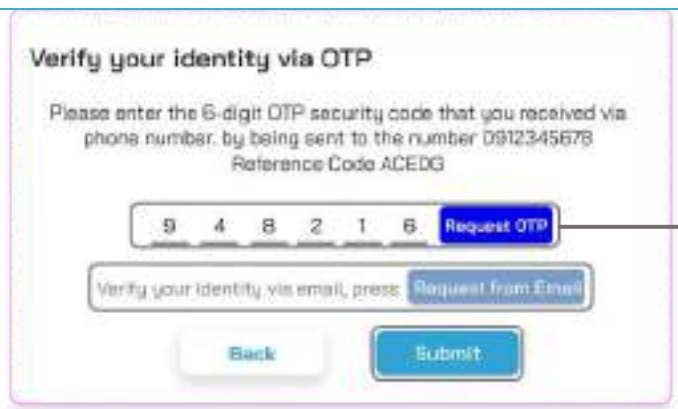 Verify your identity via OTP
Please enter the 6-digit OTP security code that you received via
phone number, by being sent to the number 0912345678
Reference Code ACEDG
9 4 8 2 1 6 Request OTP
Verify your identity via email, press Request from Email
Back Submit